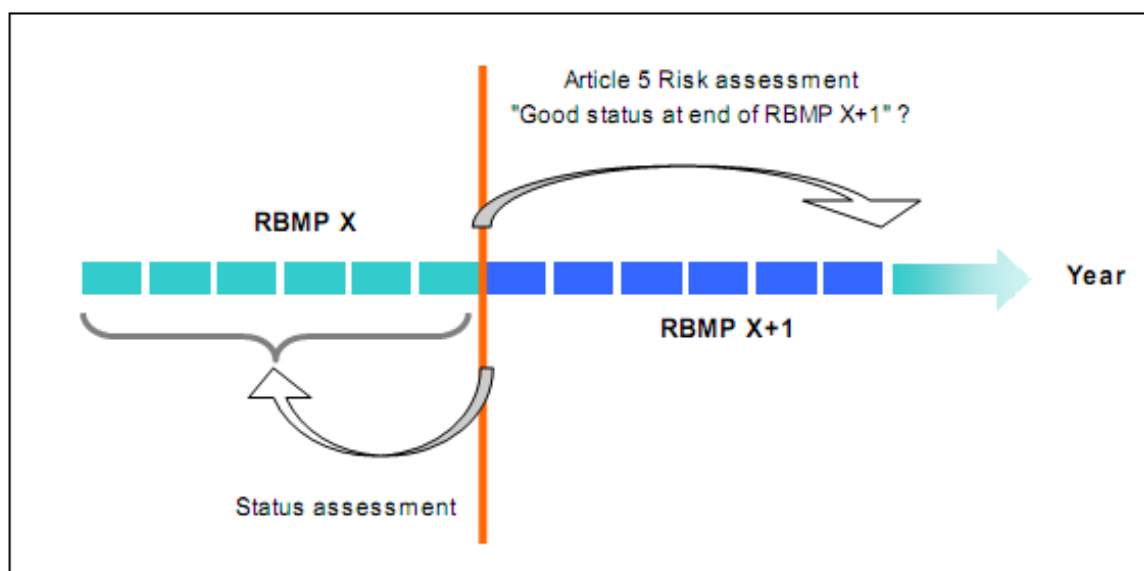 Article 5 Risk assessment
"Good status at end of RBMP X+1" ?
RBMP X
Year
RBMP X+1
Status assessment